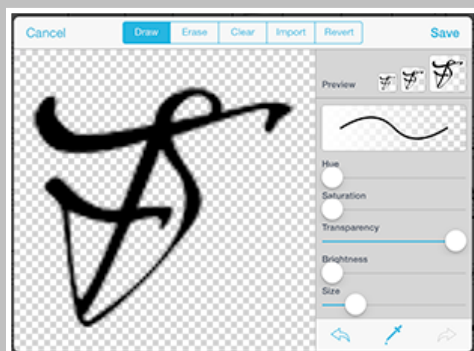 Cancel Draw Erase Clear Import Revert Save
Preview
Hue
Saturation
Transparency
Brightness
Size